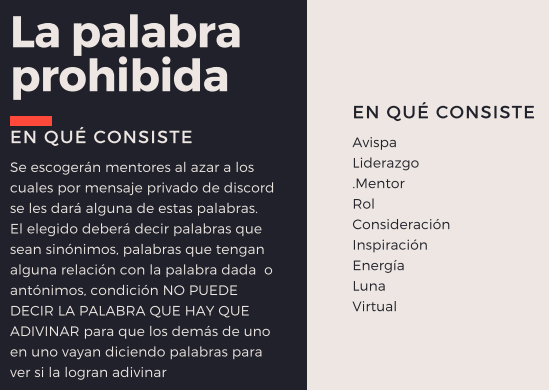 La palabra
prohibida
EN QUÉ CONSISTE
Se escogerán mentores al azar a los
cuales por mensaje privado de discord
se les dará alguna de estas palabras.
El elegido deberá decir palabras que
sean sinónimos, palabras que tengan
alguna relación con la palabra dada o
antónimos, condición NO PUEDE
DECIR LA PALABRA QUE HAY QUE
ADIVINAR para que los demás de uno
en uno vayan diciendo palabras para
ver si la logran adivinar
EN QUÉ CONSISTE
Avispa
Liderazgo
.Mentor
Rol
Consideración
Inspiración
Energía
Luna
Virtual